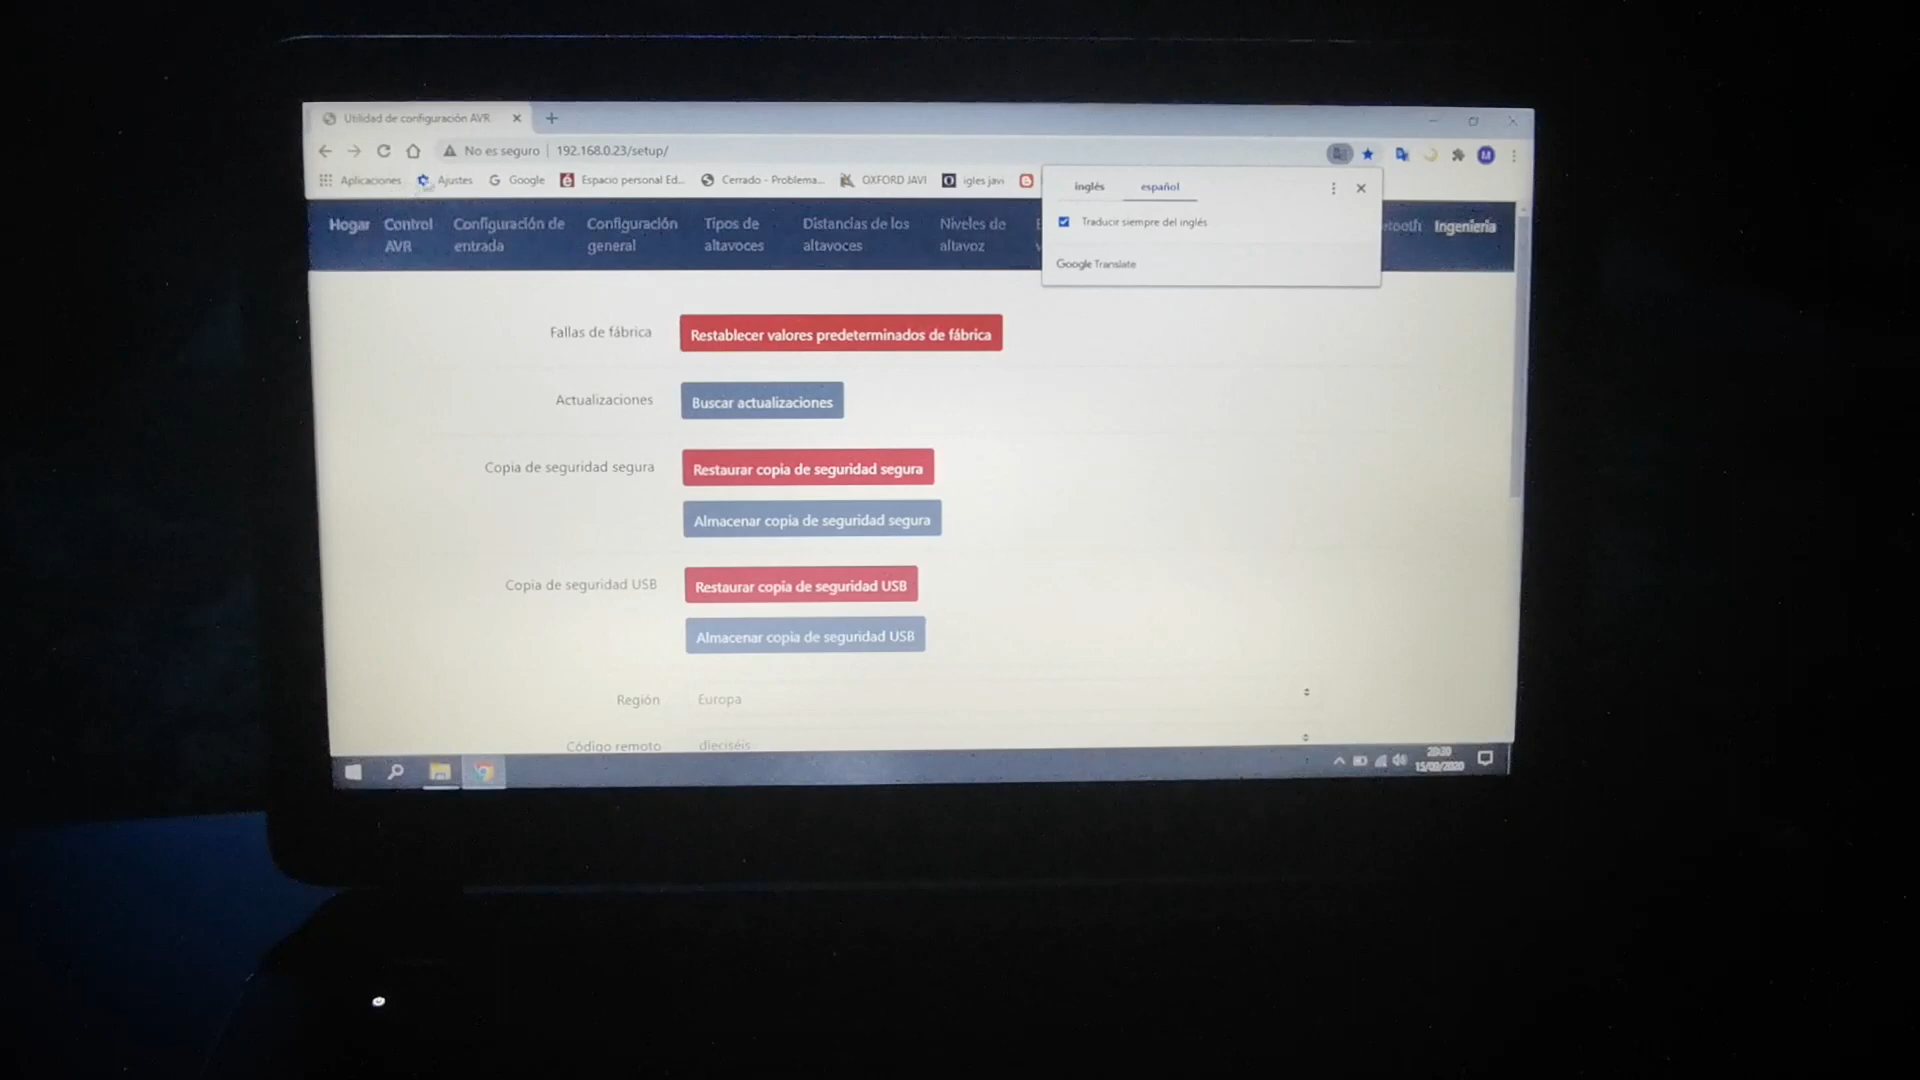 Utilidad de configuración AVR
No es seguro
192.168.0.23/setup/
Aplicaciones
Ajustes
G Google
é Espacio personal Ed...
Cerrado - Problema...
OXFORD JAVI
igles javi
inglés
español
Traducir siempre del inglés
Google Translate
Hogar
Control AVR
Configuración de entrada
Configuración general
Tipos de altavoces
Distancias de los altavoces
Niveles de altavoz
Ingeniería
Fallas de fábrica
Restablecer valores predeterminados de fábrica
Actualizaciones
Buscar actualizaciones
Copia de seguridad segura
Restaurar copia de seguridad segura
Almacenar copia de seguridad segura
Copia de seguridad USB
Restaurar copia de seguridad USB
Almacenar copia de seguridad USB
Región
Europa
Código remoto
dieciséis
20:20
15/09/2020